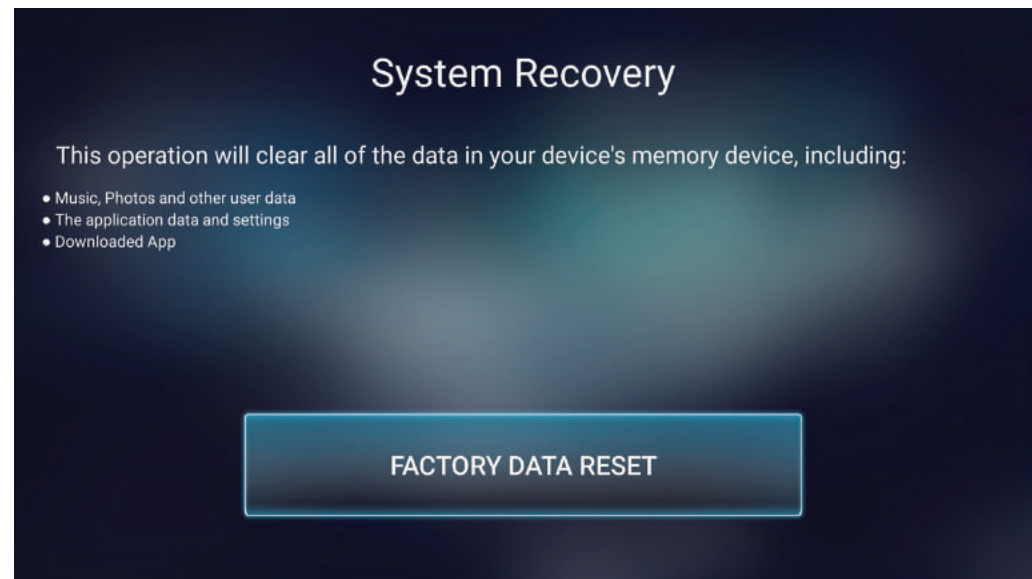 System Recovery
This operation will clear all of the data in your device's memory device, including:
● Music, Photos and other user data
● The application data and settings
● Downloaded App
FACTORY DATA RESET